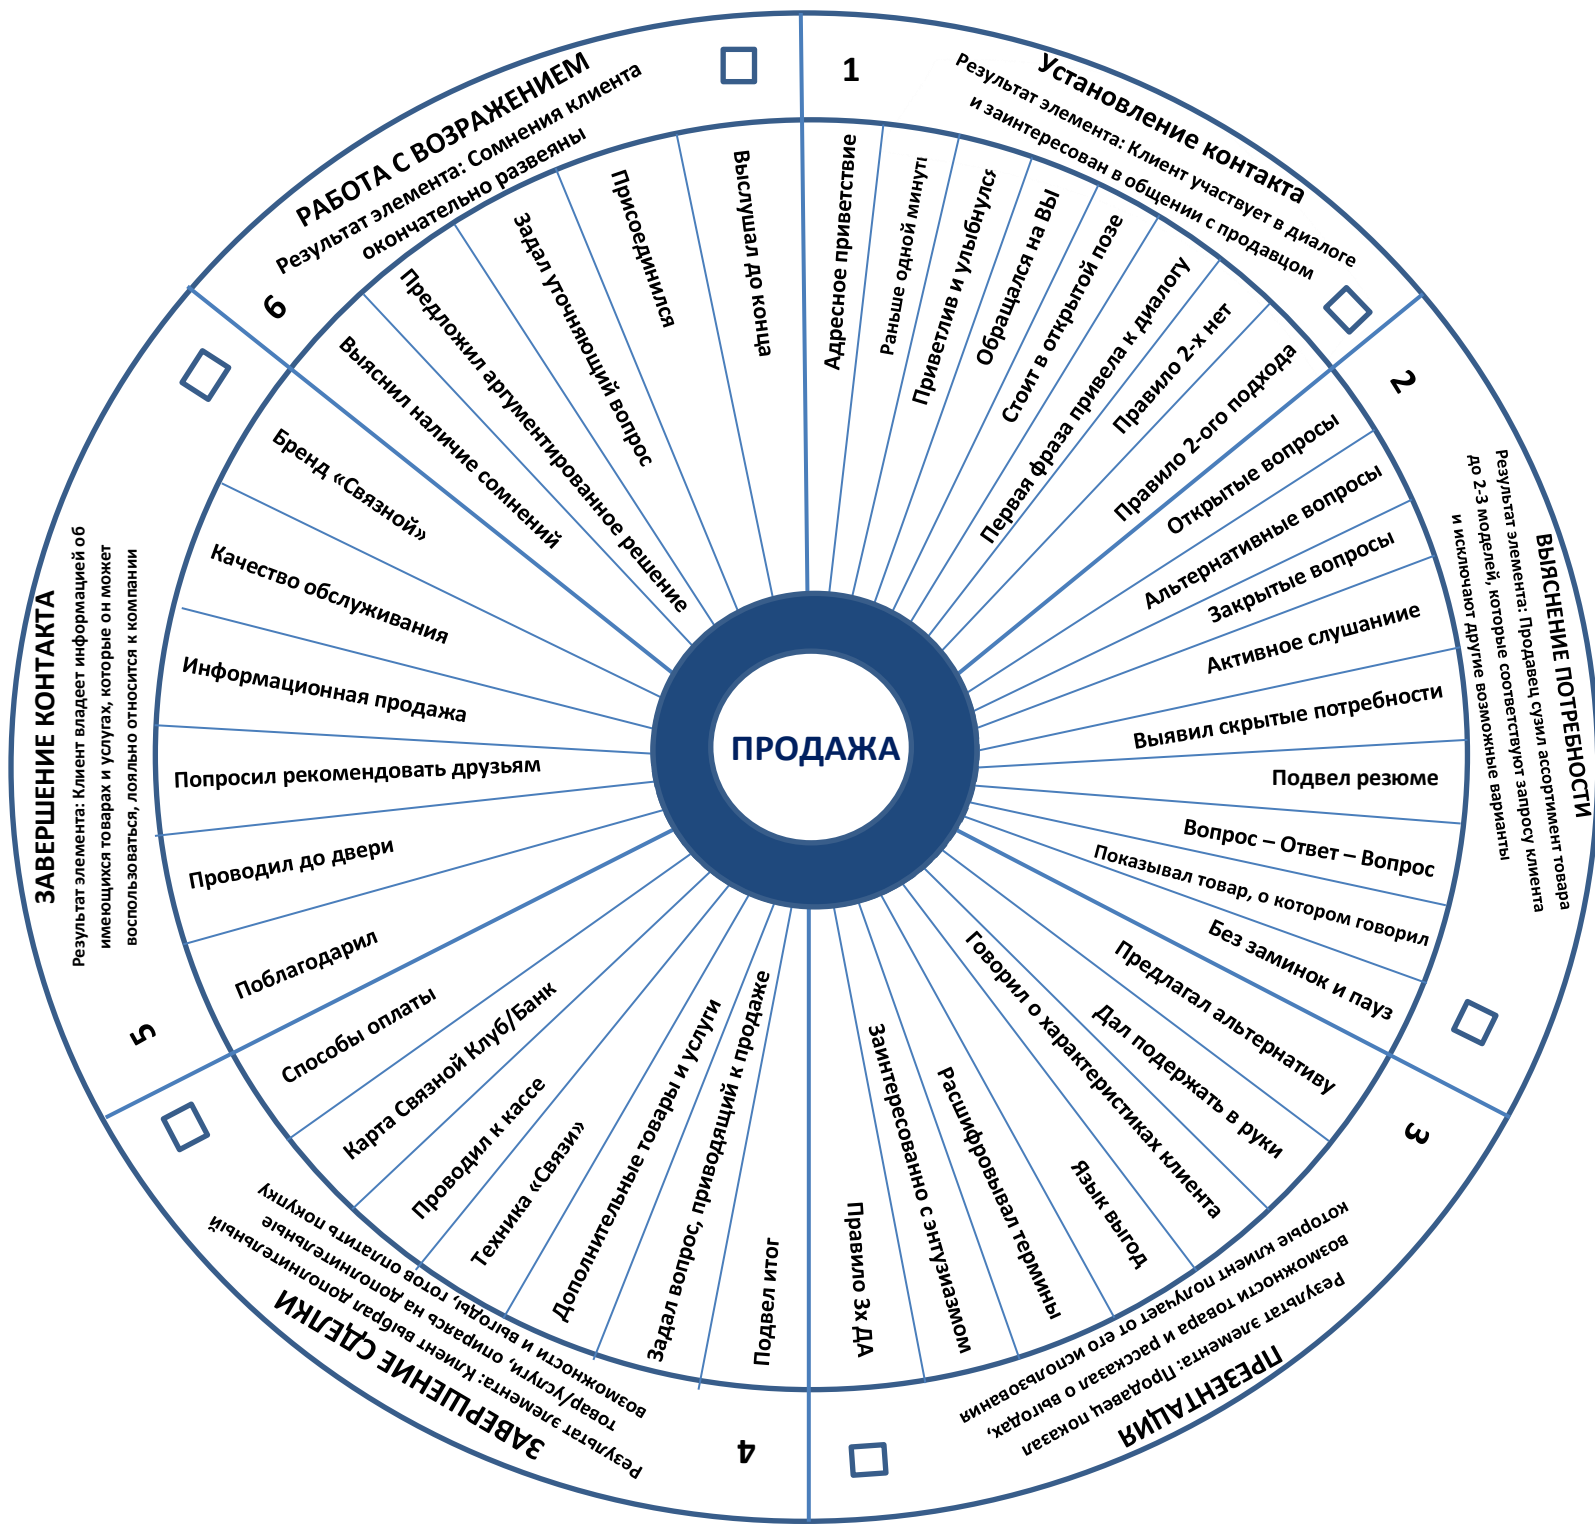 ПРОДАЖА
1
Установление контакта
Результат элемента: Клиент участвует в диалоге
и заинтересован в общении с продавцом
Адресное приветствие
Раньше одной минуты
Приветлив и улыбнулся
Обращался на ВЫ
Стоит в открытой позе
Первая фраза привела к диалогу
Правило 2-х нет
Правило 2-ого подхода
2
ВЫЯСНЕНИЕ ПОТРЕБНОСТИ
Результат элемента: Продавец сузил ассортимент товара
до 2-3 моделей, которые соответствуют запросу клиента
и исключают другие возможные варианты
Открытые вопросы
Альтернативные вопросы
Закрытые вопросы
Активное слушаниие
Выявил скрытые потребности
Подвел резюме
Вопрос – Ответ – Вопрос
Показывал товар, о котором говорил
Без заминок и пауз
3
ПРЕЗЕНТАЦИЯ
Результат элемента: Продавец показал
возможности товара и рассказал о выгодах,
которые клиент получает от его использования
Предлагал альтернативу
Дал подержать в руки
Говорил о характеристиках клиента
Язык выгод
Расшифровывал термины
Заинтересованно с энтузиазмом
Правило 3х ДА
4
ЗАВЕРШЕНИЕ СДЕЛКИ
Результат элемента: Клиент выбрал дополнительный
товар/услуги, опираясь на дополнительные
возможности и выгоды, готов оплатить покупку
Подвел итог
Задал вопрос, приводящий к продаже
Дополнительные товары и услуги
Техника «Связи»
Проводил к кассе
Карта Связной Клуб/Банк
Способы оплаты
5
ЗАВЕРШЕНИЕ КОНТАКТА
Результат элемента: Клиент владеет информацией об
имеющихся товарах и услугах, которые он может
воспользоваться, лояльно относится к компании
Поблагодарил
Проводил до двери
Попросил рекомендовать друзьям
Информационная продажа
Качество обслуживания
Бренд «Связной»
6
РАБОТА С ВОЗРАЖЕНИЕМ
Результат элемента: Сомнения клиента
окончательно развеяны
Выяснил наличие сомнений
Предложил аргументированное решение
Задал уточняющий вопрос
Присоединился
Выслушал до конца